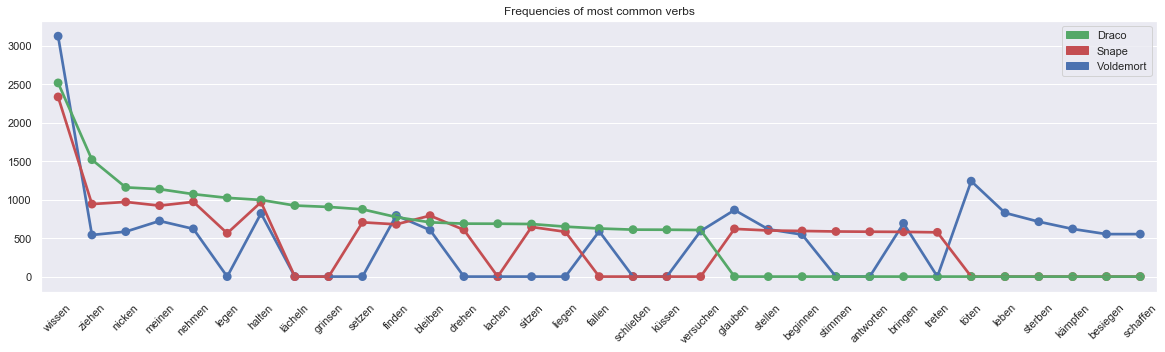 Frequencies of most common verbs
Draco
Snape
Voldemort
3000
2500
2000
1500
1000
500
0
wissen
ziehen
nicken
meinen
nehmen
legen
halten
lächeln
grinsen
setzen
finden
bleiben
drehen
lachen
sitzen
liegen
fallen
schließen
küssen
versuchen
glauben
stellen
beginnen
stimmen
antworten
bringen
treten
töten
leben
sterben
kämpfen
besiegen
schaffen